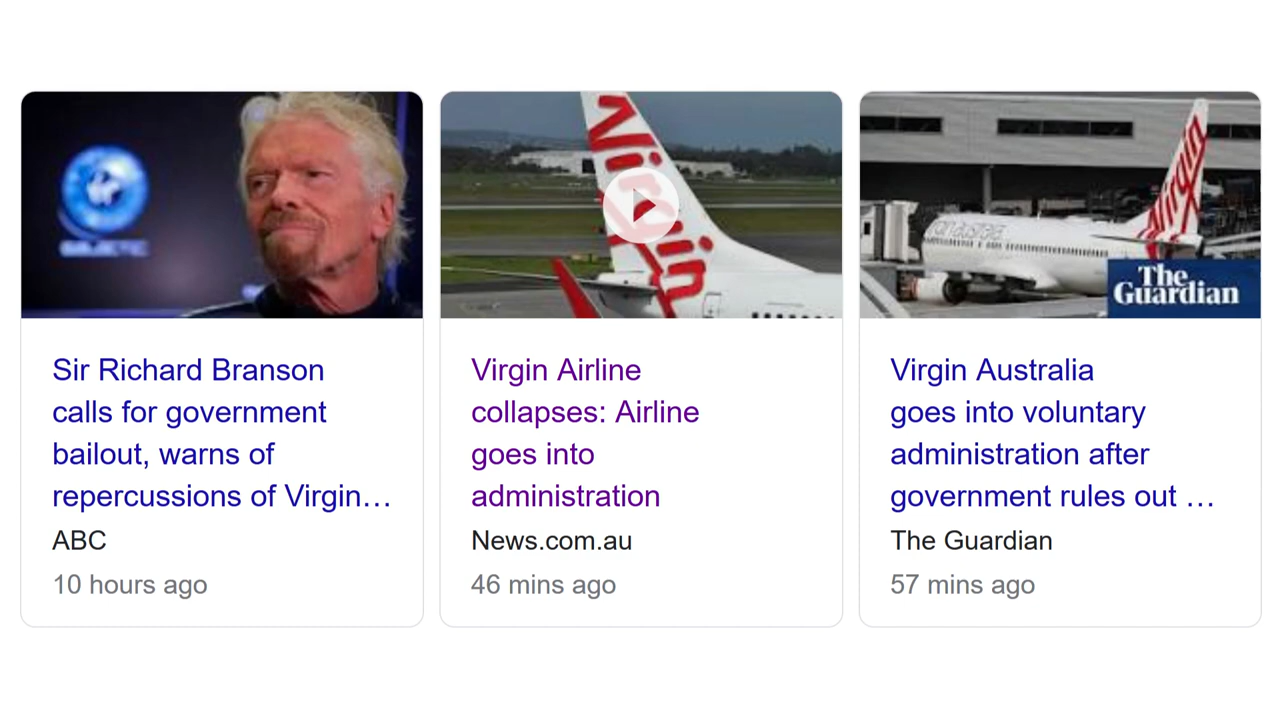 GALACTIC
Virgin
Virgin
The
Guardian
Sir Richard Branson
calls for government
bailout, warns of
repercussions of Virgin…
ABC
10 hours ago
Virgin Airline
collapses: Airline
goes into
administration
News.com.au
46 mins ago
Virgin Australia
goes into voluntary
administration after
government rules out …
The Guardian
57 mins ago